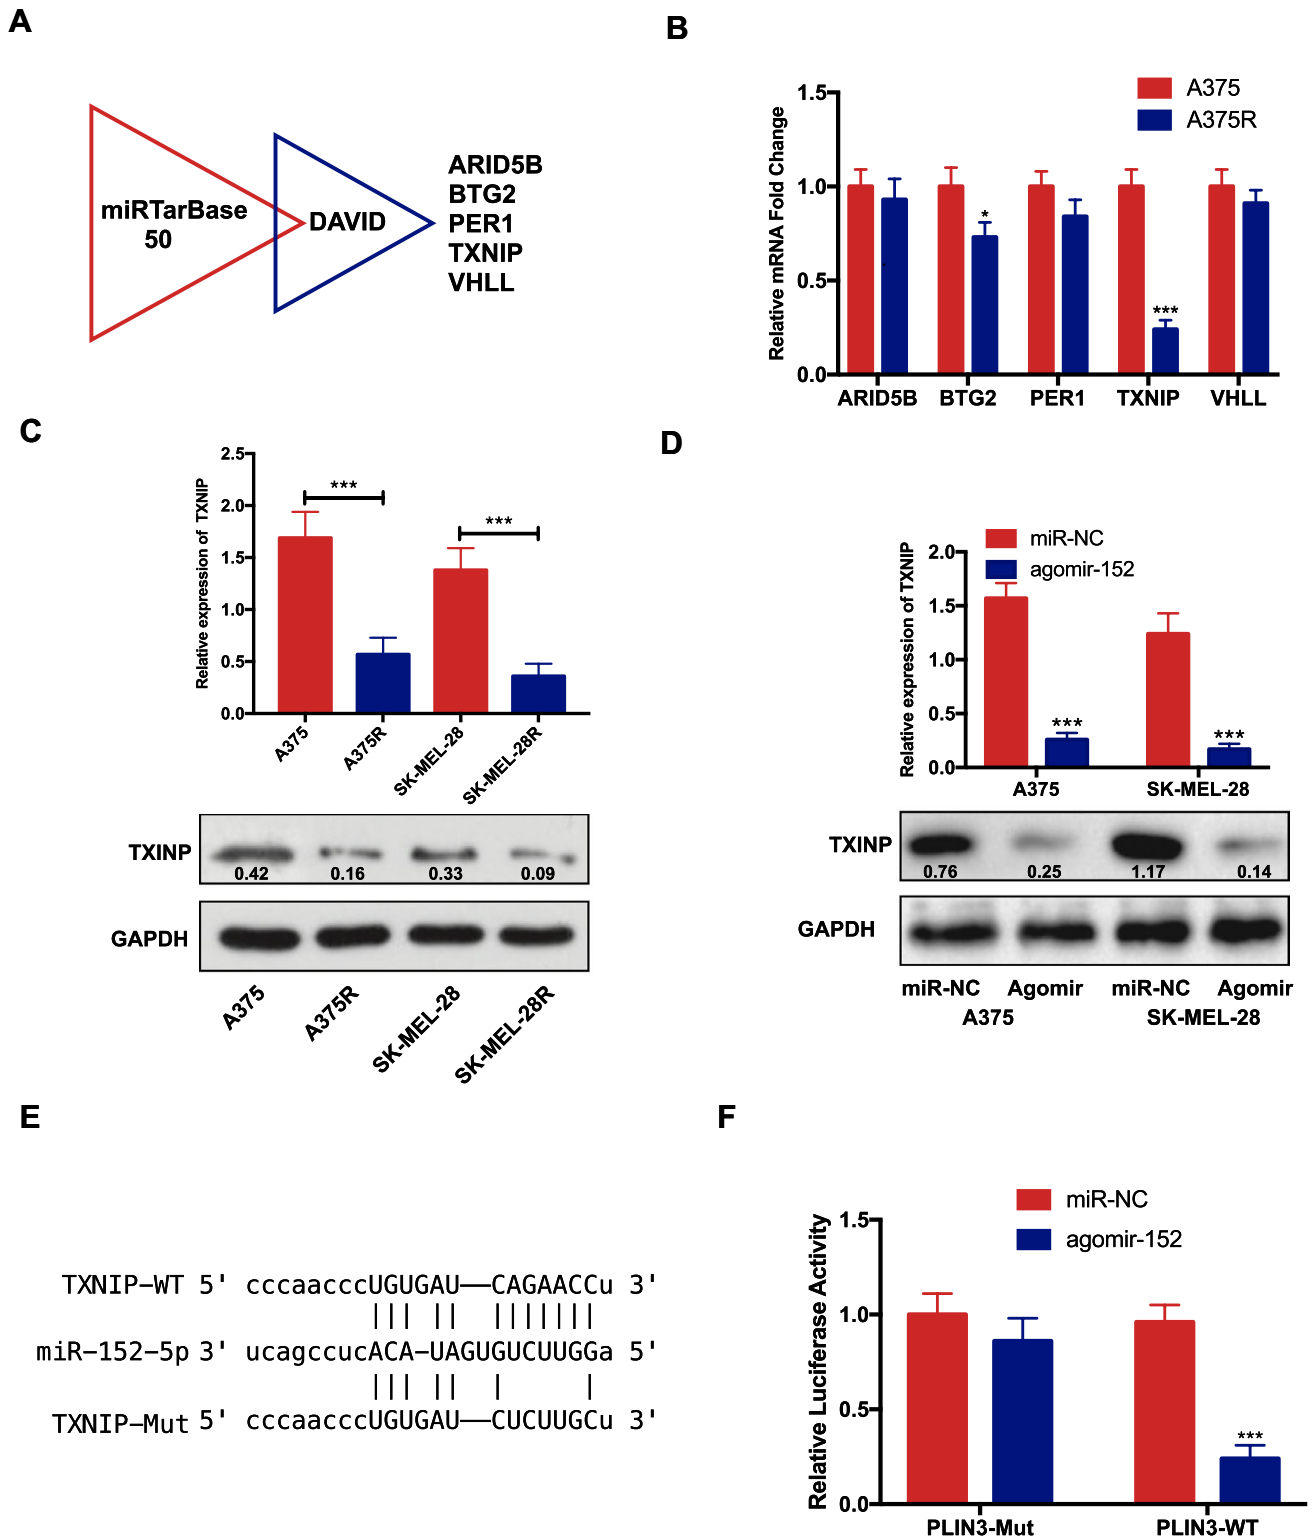 A
miRTarBase
50
DAVID
ARID5B
BTG2
PER1
TXNIP
VHLL
B
A375
A375R
Relative mRNA Fold Change
1.5
1.0
0.5
0.0
*
***
ARID5B BTG2 PER1 TXNIP VHLL
C
Relative expression of TXNIP
2.5
2.0
1.5
1.0
0.5
0.0
***
***
A375 A375R SK-MEL-28 SK-MEL-28R
TXINP
0.42 0.16 0.33 0.09
GAPDH
A375 A375R SK-MEL-28 SK-MEL-28R
D
miR-NC
agomir-152
Relative expression of TXNIP
2.0
1.5
1.0
0.5
0.0
***
***
A375 SK-MEL-28
TXINP
0.76 0.25 1.17 0.14
GAPDH
miR-NC Agomir miR-NC Agomir
A375 SK-MEL-28
E
TXNIP–WT 5' cccaacccUGUGAU––CAGAACCu 3'
miR–152–5p 3' ucagccucACA–UAGUGUCUUGGa 5'
TXNIP–Mut 5' cccaacccUGUGAU––CUCUUGCu 3'
F
miR-NC
agomir-152
Relative Luciferase Activity
1.5
1.0
0.5
0.0
***
PLIN3-Mut PLIN3-WT